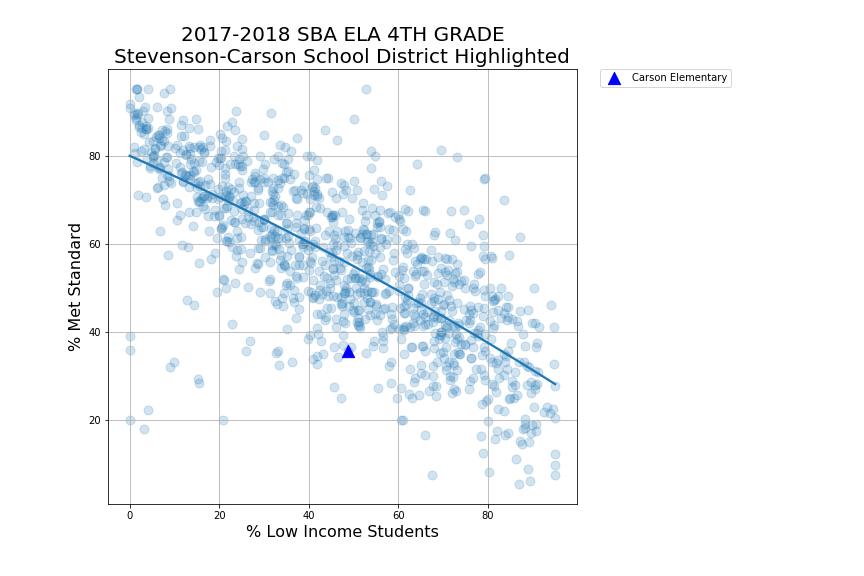 2017-2018 SBA ELA 4TH GRADE
Stevenson-Carson School District Highlighted
Carson Elementary
% Met Standard
80
60
40
20
0 20 40 60 80
% Low Income Students